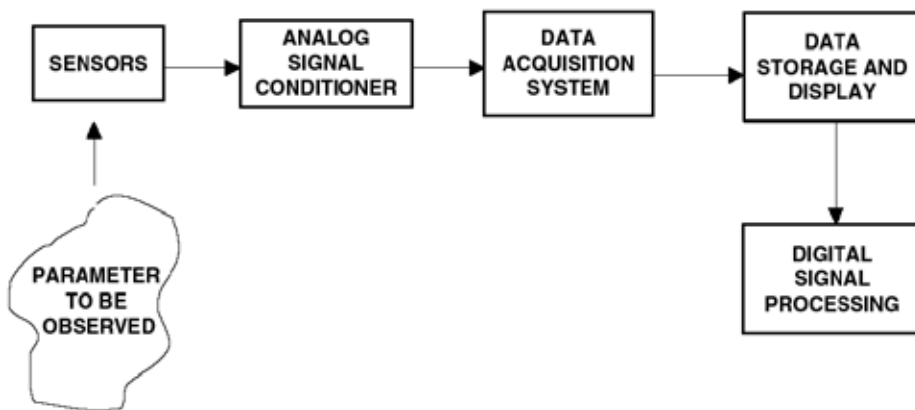 SENSORS
ANALOG
SIGNAL
CONDITIONER
DATA
ACQUISITION
SYSTEM
DATA
STORAGE AND
DISPLAY
PARAMETER
TO BE
OBSERVED
DIGITAL
SIGNAL
PROCESSING